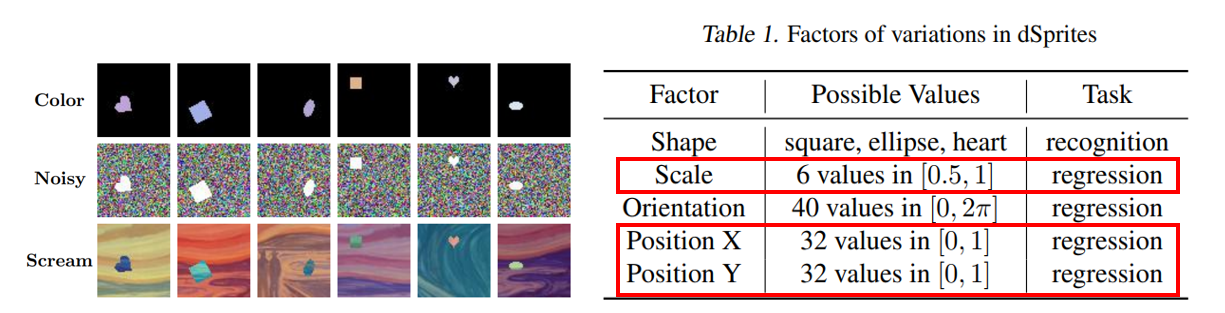 Table 1. Factors of variations in dSprites
Color
Noisy
Scream
Factor Possible Values Task
Shape square, ellipse, heart recognition
Scale 6 values in [0.5, 1] regression
Orientation 40 values in [0, 2π] regression
Position X 32 values in [0, 1] regression
Position Y 32 values in [0, 1] regression